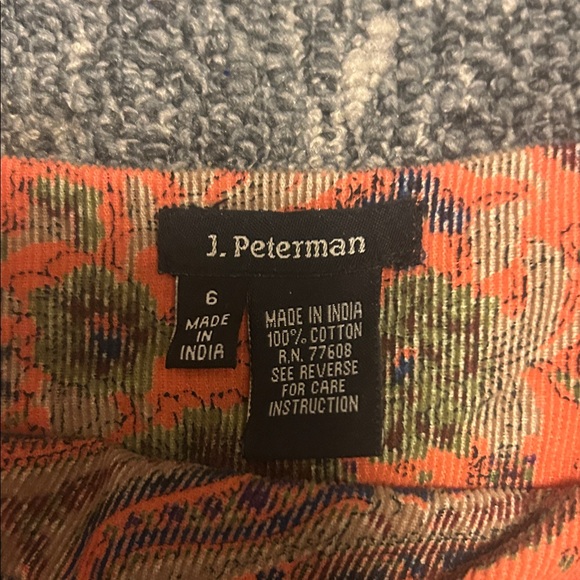 J. Peterman
6
MADE
IN
INDIA
MADE IN INDIA
100% COTTON
R.N. 77608
SEE REVERSE
FOR CARE
INSTRUCTION